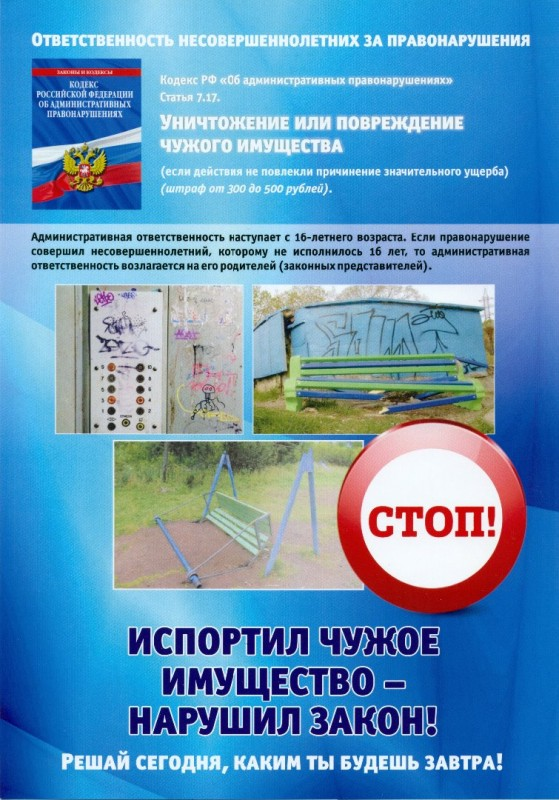 ОТВЕТСТВЕННОСТЬ НЕСОВЕРШЕННОЛЕТНИХ ЗА ПРАВОНАРУШЕНИЯ
ЗАКОНЫ И КОДЕКСЫ
КОДЕКС
РОССИЙСКОЙ ФЕДЕРАЦИИ
ОБ АДМИНИСТРАТИВНЫХ
ПРАВОНАРУШЕНИЯХ
Кодекс РФ «Об административных правонарушениях»
Статья 7.17.
УНИЧТОЖЕНИЕ ИЛИ ПОВРЕЖДЕНИЕ
ЧУЖОГО ИМУЩЕСТВА
(если действия не повлекли причинение значительного ущерба)
(штраф от 300 до 500 рублей).
Административная ответственность наступает с 16-летнего возраста. Если правонарушение
совершил несовершеннолетний, которому не исполнилось 16 лет, то административная
ответственность возлагается на его родителей (законных представителей).
СТОП!
ИСПОРТИЛ ЧУЖОЕ
ИМУЩЕСТВО –
НАРУШИЛ ЗАКОН!
РЕШАЙ СЕГОДНЯ, КАКИМ ТЫ БУДЕШЬ ЗАВТРА!